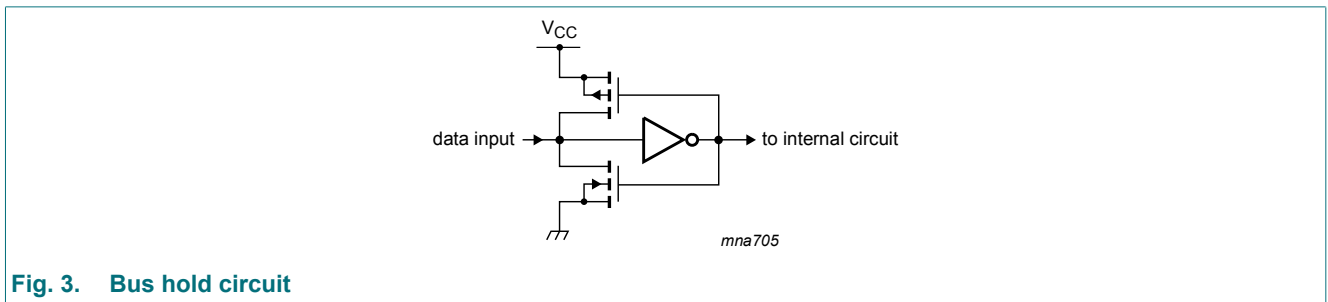 VCC
data input
to internal circuit
mna705
Fig. 3. Bus hold circuit